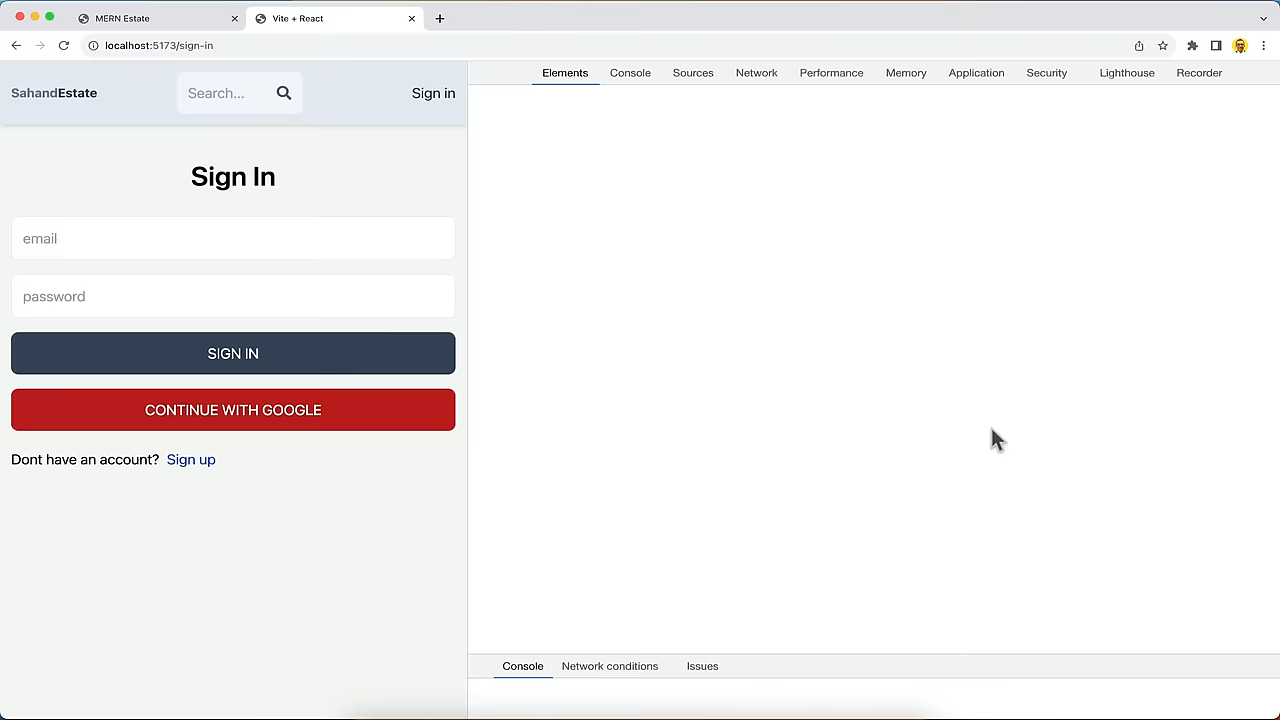 MERN Estate
Vite + React
localhost:5173/sign-in
SahandEstate
Search...
Sign in
Elements
Console
Sources
Network
Performance
Memory
Application
Security
Lighthouse
Recorder
Sign In
email
password
SIGN IN
CONTINUE WITH GOOGLE
Dont have an account? Sign up
Console
Network conditions
Issues